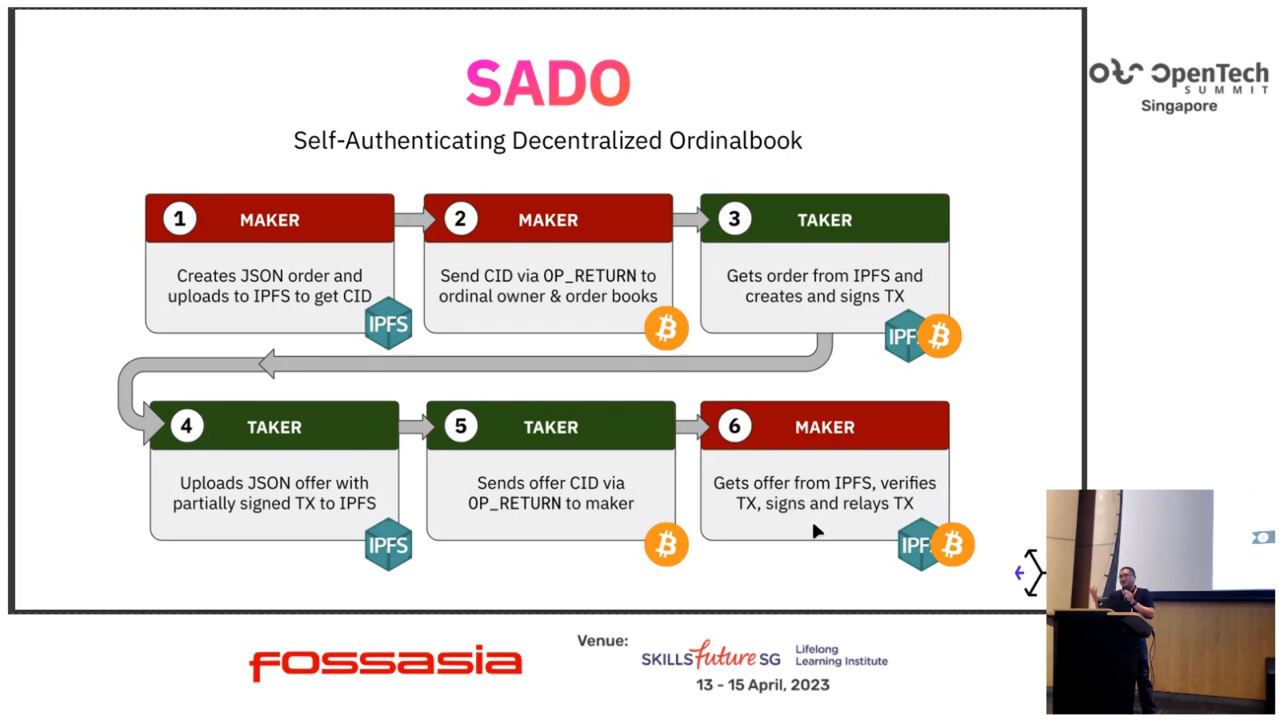 SADO
Self-Authenticating Decentralized Ordinalbook
1 MAKER
Creates JSON order and
uploads to IPFS to get CID
IPFS
2 MAKER
Send CID via OP_RETURN to
ordinal owner & order books
3 TAKER
Gets order from IPFS and
creates and signs TX
IPF
4 TAKER
Uploads JSON offer with
partially signed TX to IPFS
IPFS
5 TAKER
Sends offer CID via
OP_RETURN to maker
6 MAKER
Gets offer from IPFS, verifies
TX, signs and relays TX
IPF
OpenTech
SUMMIT
Singapore
fossasia
Venue:
SKILLS future SG
Lifelong
Learning Institute
13 - 15 April, 2023